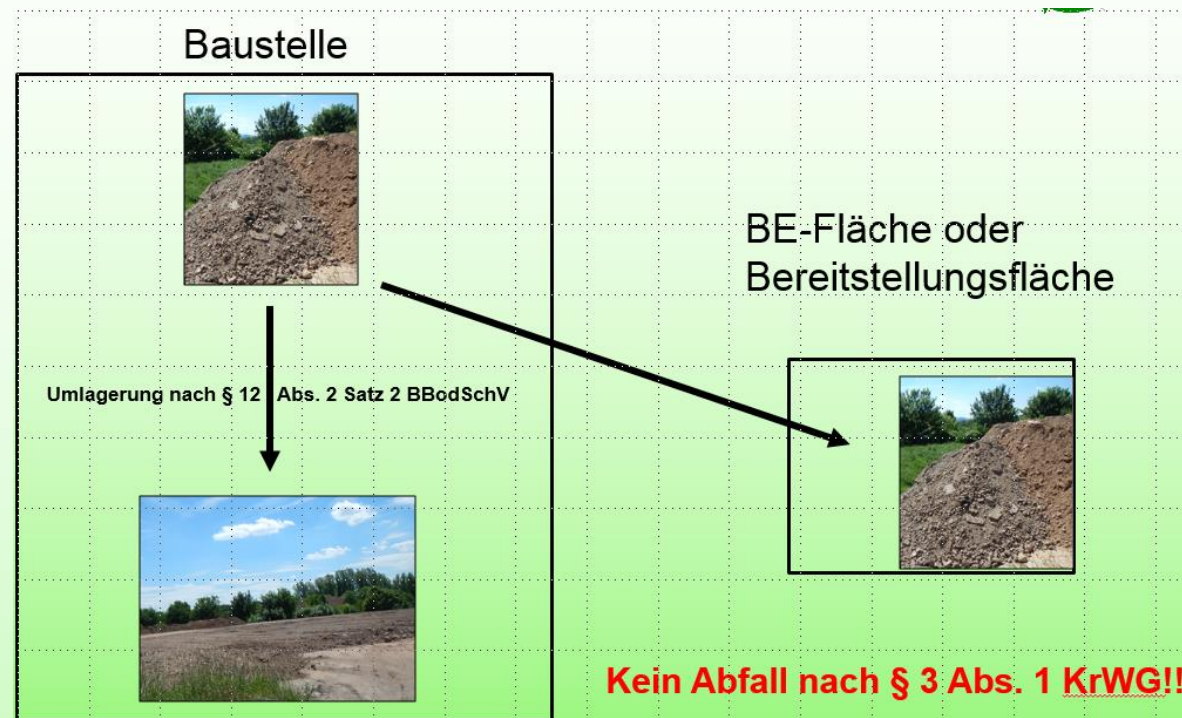 Baustelle
BE-Fläche oder
Bereitstellungsfläche
Umlagerung nach § 12 Abs. 2 Satz 2 BBodSchV
Kein Abfall nach § 3 Abs. 1 KrWG!!